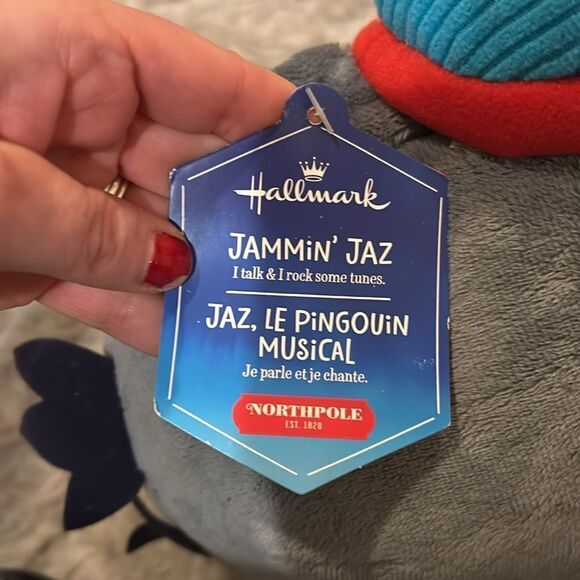 Hallmark
JAMMiN' JAZ
I talk & I rock some tunes.
JAZ, LE PiNGOUiN
MUSiCAL
Je parle et je chante.
NORTHPOLE
EST. 1820